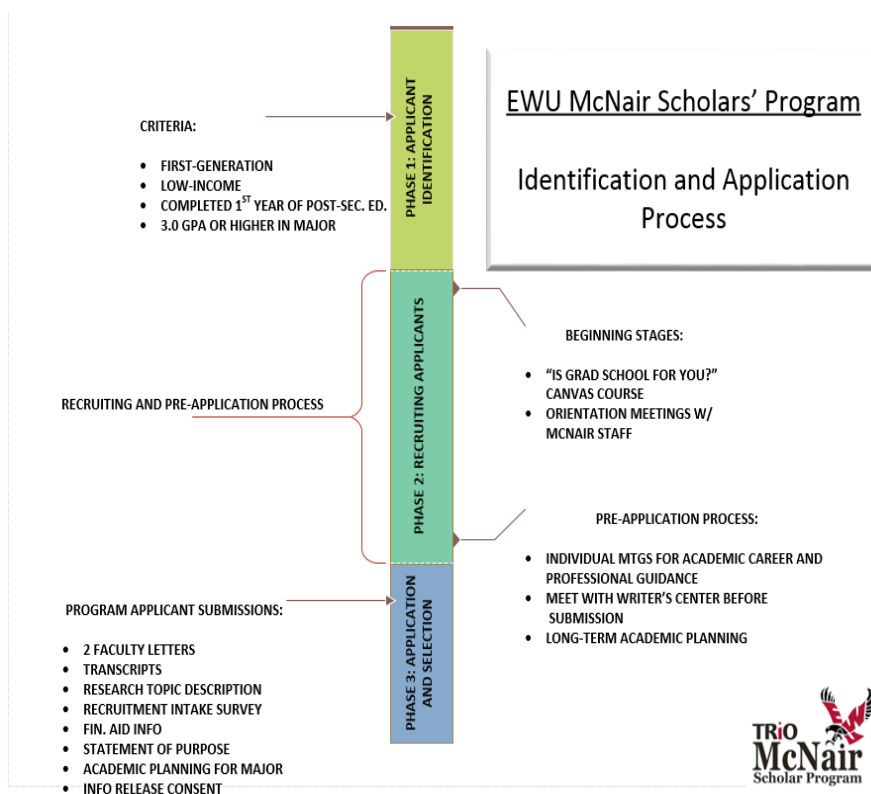 EWU McNair Scholars' Program
Identification and Application
Process
PHASE 1: APPLICANT
IDENTIFICATION
CRITERIA:
• FIRST-GENERATION
• LOW-INCOME
• COMPLETED 1ST YEAR OF POST-SEC. ED.
• 3.0 GPA OR HIGHER IN MAJOR
PHASE 2: RECRUITING APPLICANTS
RECRUITING AND PRE-APPLICATION PROCESS
BEGINNING STAGES:
• "IS GRAD SCHOOL FOR YOU?"
CANVAS COURSE
• ORIENTATION MEETINGS W/
MCNAIR STAFF
PRE-APPLICATION PROCESS:
• INDIVIDUAL MTGS FOR ACADEMIC CAREER AND
PROFESSIONAL GUIDANCE
• MEET WITH WRITER'S CENTER BEFORE
SUBMISSION
• LONG-TERM ACADEMIC PLANNING
PHASE 3: APPLICATION
AND SELECTION
PROGRAM APPLICANT SUBMISSIONS:
• 2 FACULTY LETTERS
• TRANSCRIPTS
• RESEARCH TOPIC DESCRIPTION
• RECRUITMENT INTAKE SURVEY
• FIN. AID INFO
• STATEMENT OF PURPOSE
• ACADEMIC PLANNING FOR MAJOR
• INFO RELEASE CONSENT
EWU
TRiO
McNair
Scholar Program